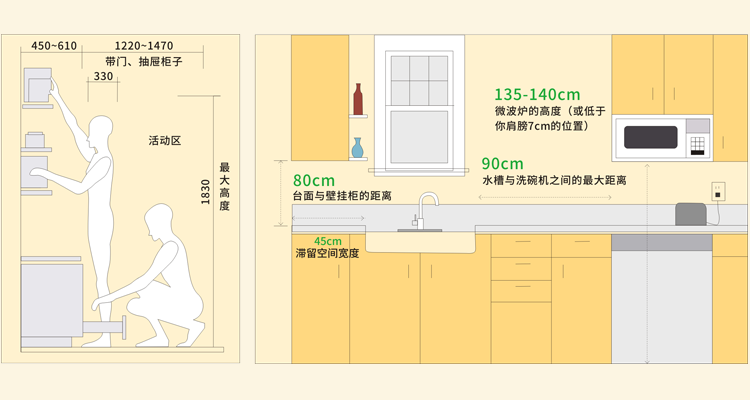 450~610
1220~1470
带门、抽屉柜子
330
活动区
最大高度
1830
135-140cm
微波炉的高度（或低于
你肩膀7cm的位置）
90cm
水槽与洗碗机之间的最大距离
80cm
台面与壁挂柜的距离
45cm
滞留空间宽度